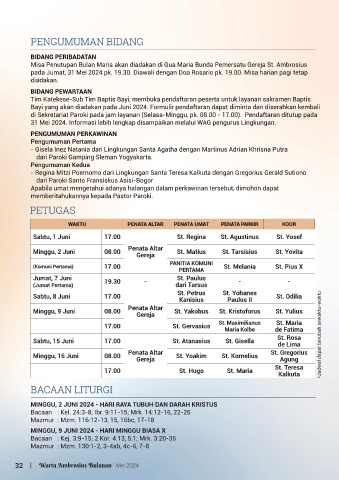 PENGUMUMAN BIDANG
BIDANG PERIBADATAN
Misa Penutupan Bulan Maria akan diadakan di Gua Maria Bunda Pemersatu Gereja St. Ambrosius
pada Jumat, 31 Mei 2024 pk. 19.30. Diawali dengan Doa Rosario pk. 19.00. Misa harian pagi tetap
diadakan.
BIDANG PEWARTAAN
Tim Katekese-Sub Tim Baptis Bayi, membuka pendaftaran peserta untuk layanan sakramen Baptis
Bayi yang akan diadakan pada Juni 2024. Formulir pendaftaran dapat diminta dan diserahkan kembali
di Sekretariat Paroki pada jam layanan (Selasa-Minggu, pk. 08.00 - 17.00). Pendaftaran ditutup pada
31 Mei 2024. Informasi lebih lengkap disampaikan melalui WAG pengurus Lingkungan.
PENGUMUMAN PERKAWINAN
Pengumuman Pertama
- Gisela Inez Natania dari Lingkungan Santa Agatha dengan Martinus Adrian Khrisna Putra
dari Paroki Gamping Sleman Yogyakarta.
Pengumuman Kedua
- Regina Mitzi Poernomo dari Lingkungan Santa Teresa Kalkuta dengan Gregorius Gerald Sutiono
dari Paroki Santo Fransiskus Asisi-Bogor
Apabila umat mengetahui adanya halangan dalam perkawinan tersebut, dimohon dapat
memberitahukannya kepada Pastor Paroki.
PETUGAS
WAKTU PENATA ALTAR PENATA UMAT PENATA PARKIR KOOR
Sabtu, 1 Juni 17.00 St. Regina St. Agustinus St. Yosef
Minggu, 2 Juni 08.00 Penata Altar Gereja St. Matius St. Tarsisius St. Yovita
(Komuni Pertama) 17.00 PANITIA KOMUNI PERTAMA St. Melania St. Pius X
Jumat, 7 Juni (Jumat Pertama) 19.30 - St. Paulus dari Tarsus - -
Sabtu, 8 Juni 17.00 St. Petrus Kanisius St. Yohanes Paulus II St. Odilia
Minggu, 9 Juni 08.00 Penata Altar Gereja St. Yakobus St. Kristoforus St. Yulius
17.00 St. Gervasius St. Maximilianus Maria Kolbe St. Maria de Fatima
Sabtu, 15 Juni 17.00 St. Atanasius St. Gisella St. Rosa de Lima
Minggu, 16 Juni 08.00 Penata Altar Gereja St. Yoakim St. Kornelius St. Gregorius Agung
17.00 St. Hugo St. Maria St. Teresa Kalkuta
*Jadwal dapat berubah sewaktu-waktu
BACAAN LITURGI
MINGGU, 2 JUNI 2024 - HARI RAYA TUBUH DAN DARAH KRISTUS
Bacaan : Kel. 24:3-8; Ibr. 9:11-15; Mrk. 14:12-16, 22-26
Mazmur : Mzm. 116:12-13, 15, 16bc, 17-18
MINGGU, 9 JUNI 2024 - HARI MINGGU BIASA X
Bacaan : Kej. 3:9-15; 2 Kor. 4:13, 5:1; Mrk. 3:20-35
Mazmur : Mzm. 130:1-2, 3-4ab, 4c-6, 7-8
32 | Warta Ambrosius Bulanan Mei 2024